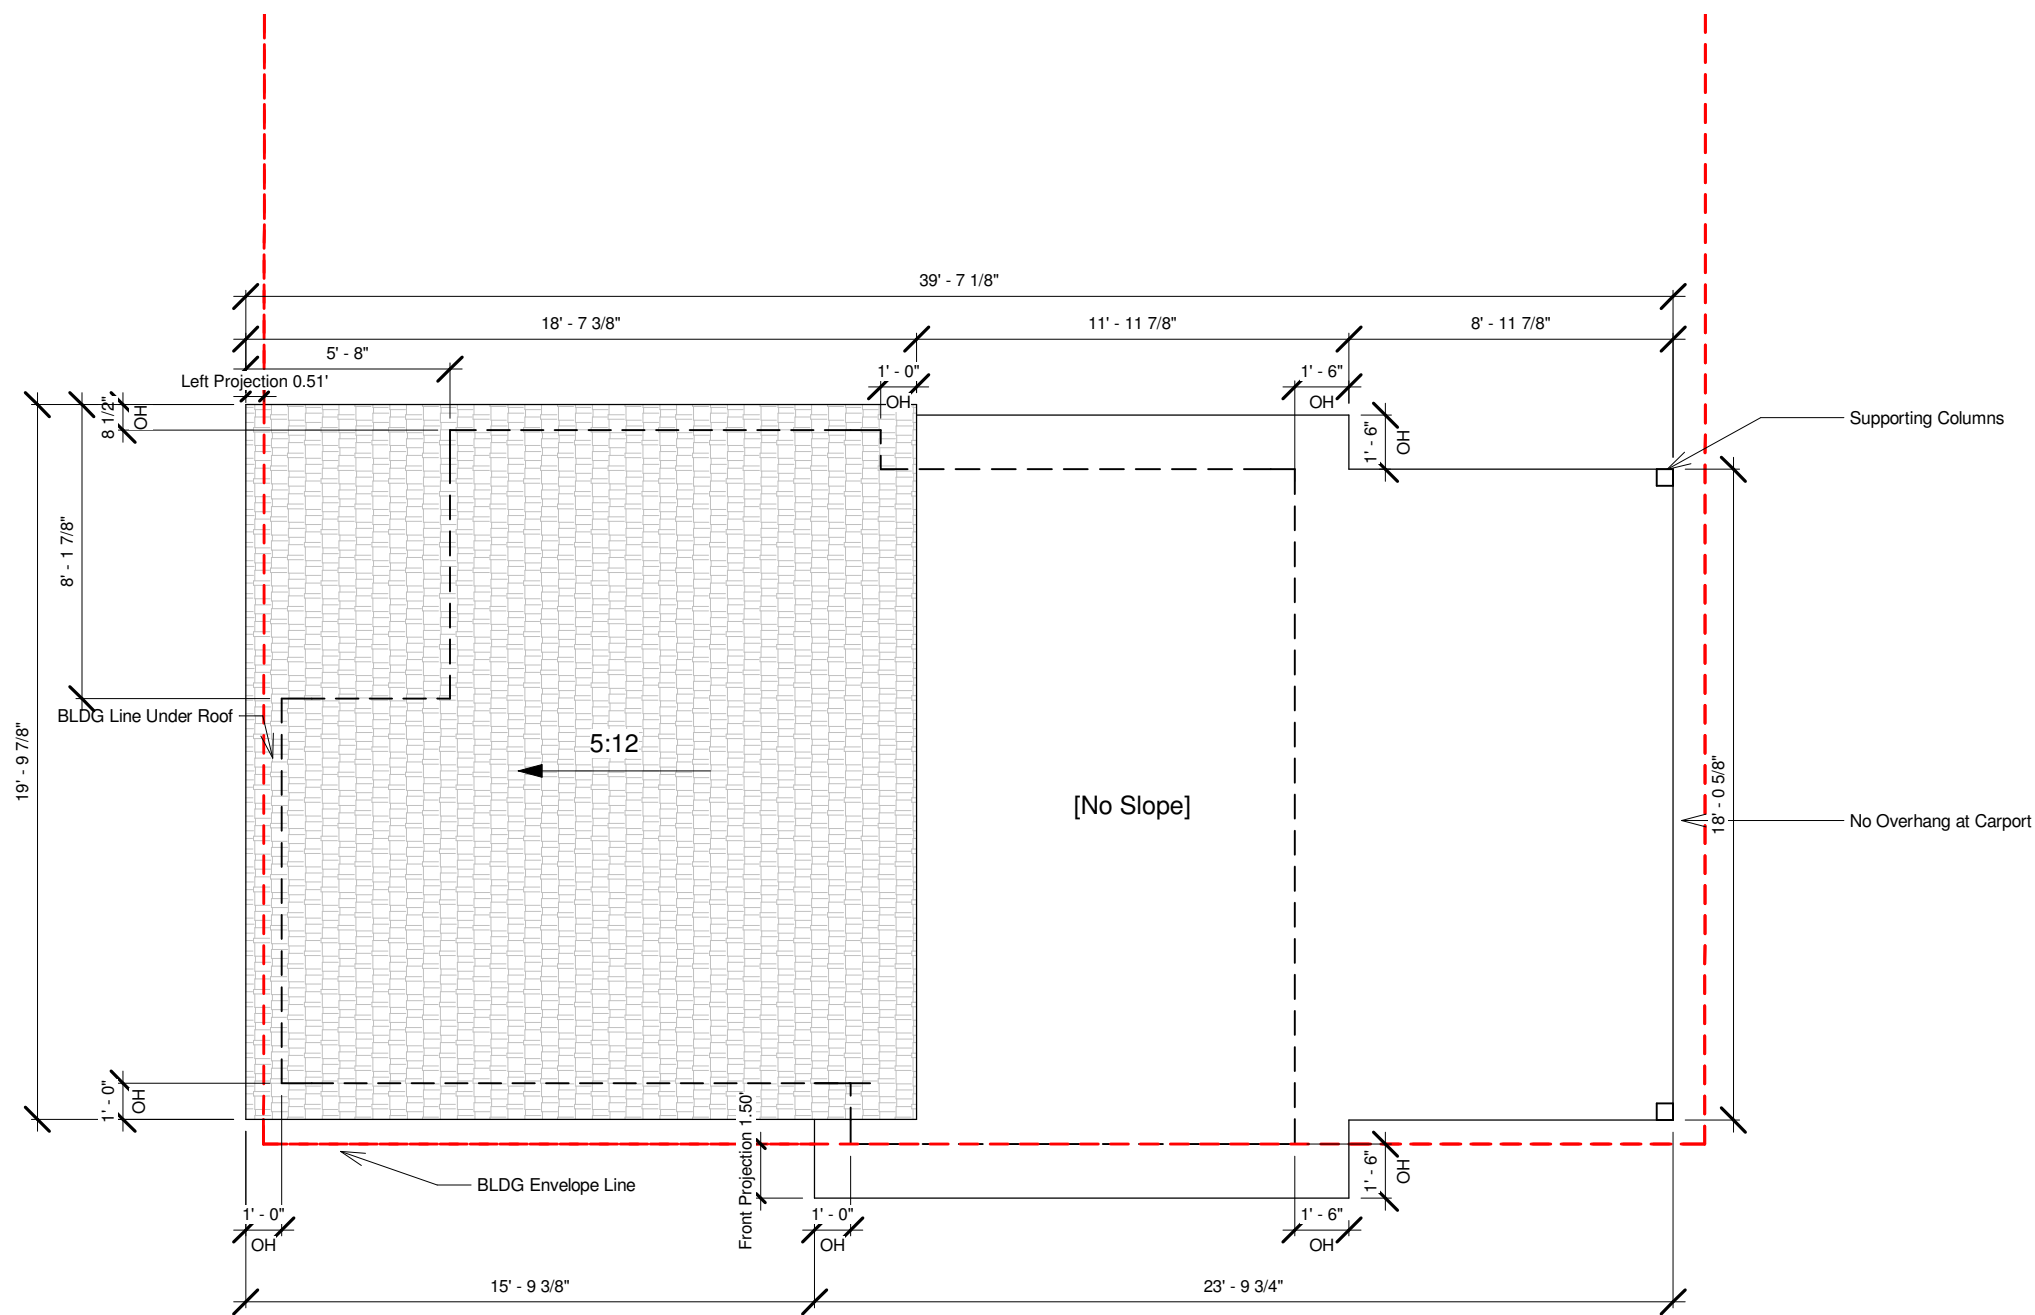 39' - 7 1/8"
18' - 7 3/8"
11' - 11 7/8"
8' - 11 7/8"
5' - 8"
1' - 0"
OH
1' - 6"
OH
Left Projection 0.51'
8 1/2"
OH
1' - 6"
OH
Supporting Columns
8' - 1 7/8"
BLDG Line Under Roof
19' - 9 7/8"
5:12
[No Slope]
18' - 0 5/8"
No Overhang at Carport
1' - 0"
OH
Front Projection 1.50'
1' - 6"
OH
BLDG Envelope Line
1' - 0"
OH
1' - 0"
OH
1' - 6"
OH
15' - 9 3/8"
23' - 9 3/4"